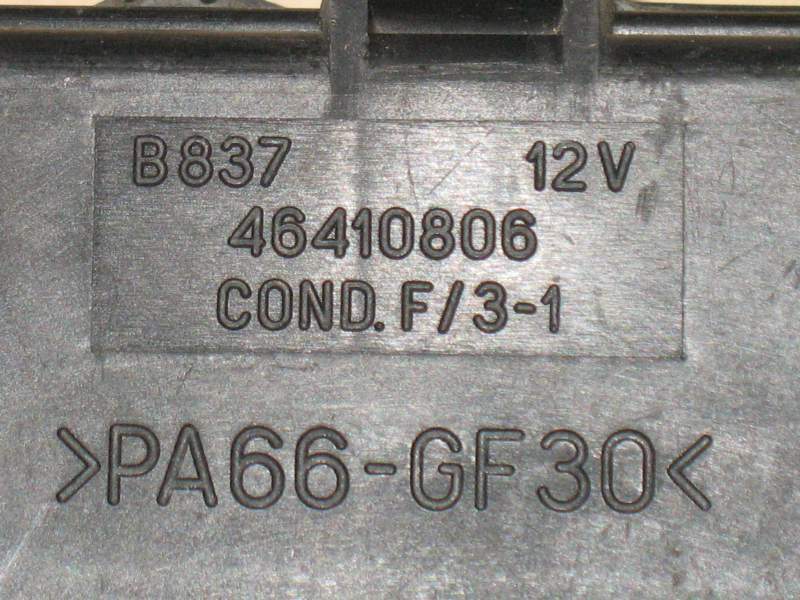 B837 12V
46410806
COND. F/3-1
>PA66-GF30<